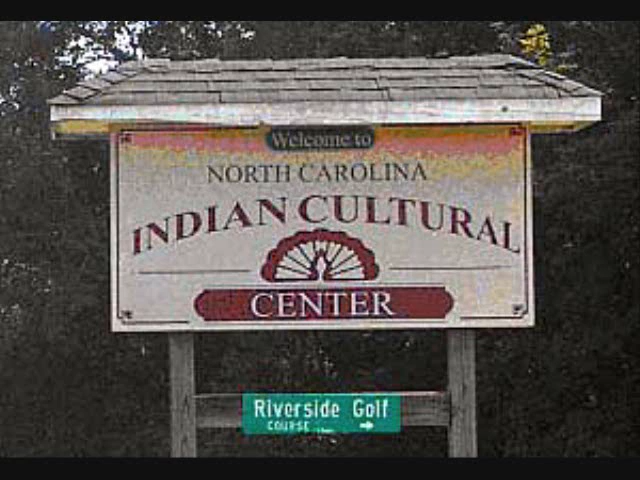 Welcome to
NORTH CAROLINA
INDIAN CULTURAL
CENTER
Riverside Golf
COURSE →